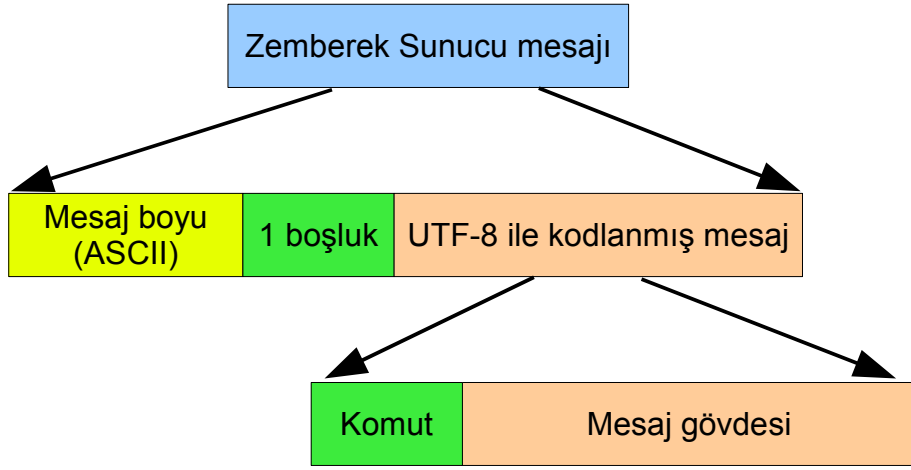 Zemberek Sunucu mesajı
Mesaj boyu
(ASCII)
1 boşluk
UTF-8 ile kodlanmış mesaj
Komut
Mesaj gövdesi